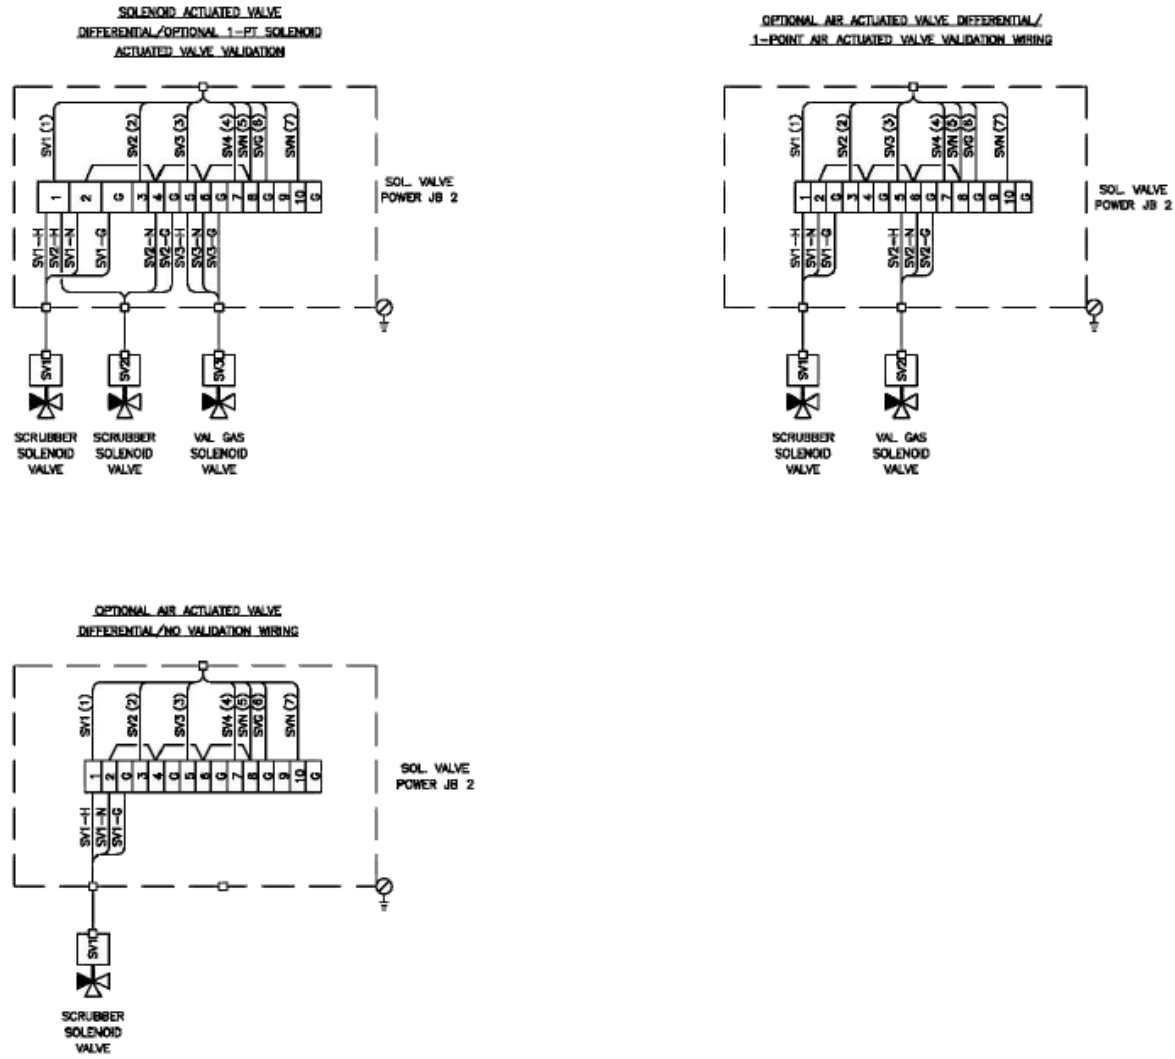 SOLENOID ACTUATED VALVE
DIFFERENTIAL/OPTIONAL 1-PT SOLENOID
ACTUATED VALVE VALIDATION
SV1 (1)
SV2 (2)
SV3 (3)
SV4 (4)
SVN (5)
SVG (6)
SVN (7)
1 2 G 3 4 G 5 6 G 7 8 G 9 10 G
SOL. VALVE
POWER JB 2
SV1-H
SV2-H
SV1-N
SV1-G
SV2-N
SV2-G
SV3-H
SV3-N
SV3-G
SV1
SV2
SV3
SCRUBBER
SOLENOID
VALVE
SCRUBBER
SOLENOID
VALVE
VAL GAS
SOLENOID
VALVE
OPTIONAL AIR ACTUATED VALVE DIFFERENTIAL/
1-POINT AIR ACTUATED VALVE VALIDATION WIRING
SV1 (1)
SV2 (2)
SV3 (3)
SV4 (4)
SVN (5)
SVG (6)
SVN (7)
1 2 G 3 4 G 5 6 G 7 8 G 9 10 G
SOL. VALVE
POWER JB 2
SV1-H
SV1-N
SV1-G
SV2-H
SV2-N
SV2-G
SV1
SV2
SCRUBBER
SOLENOID
VALVE
VAL GAS
SOLENOID
VALVE
OPTIONAL AIR ACTUATED VALVE
DIFFERENTIAL/NO VALIDATION WIRING
SV1 (1)
SV2 (2)
SV3 (3)
SV4 (4)
SVN (5)
SVG (6)
SVN (7)
1 2 G 3 4 G 5 6 G 7 8 G 9 10 G
SOL. VALVE
POWER JB 2
SV1-H
SV1-N
SV1-G
SV1
SCRUBBER
SOLENOID
VALVE